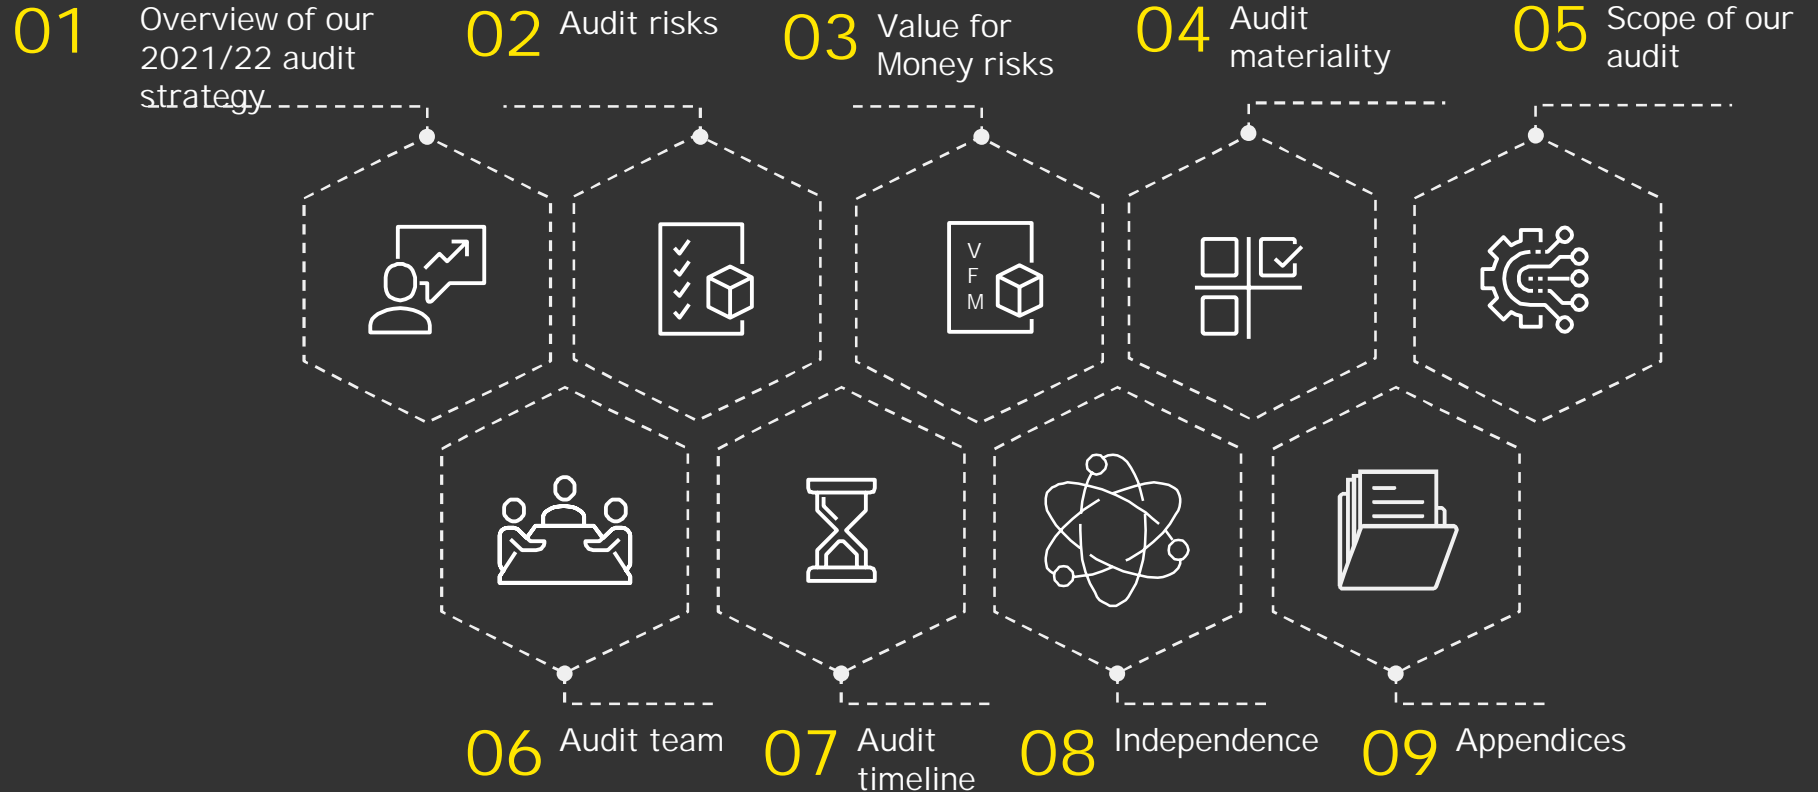 01
Overview of our
2021/22 audit
strategy
02
Audit risks
03
Value for
Money risks
04
Audit
materiality
05
Scope of our
audit
V
F
M
06
Audit team
07
Audit
timeline
08
Independence
09
Appendices